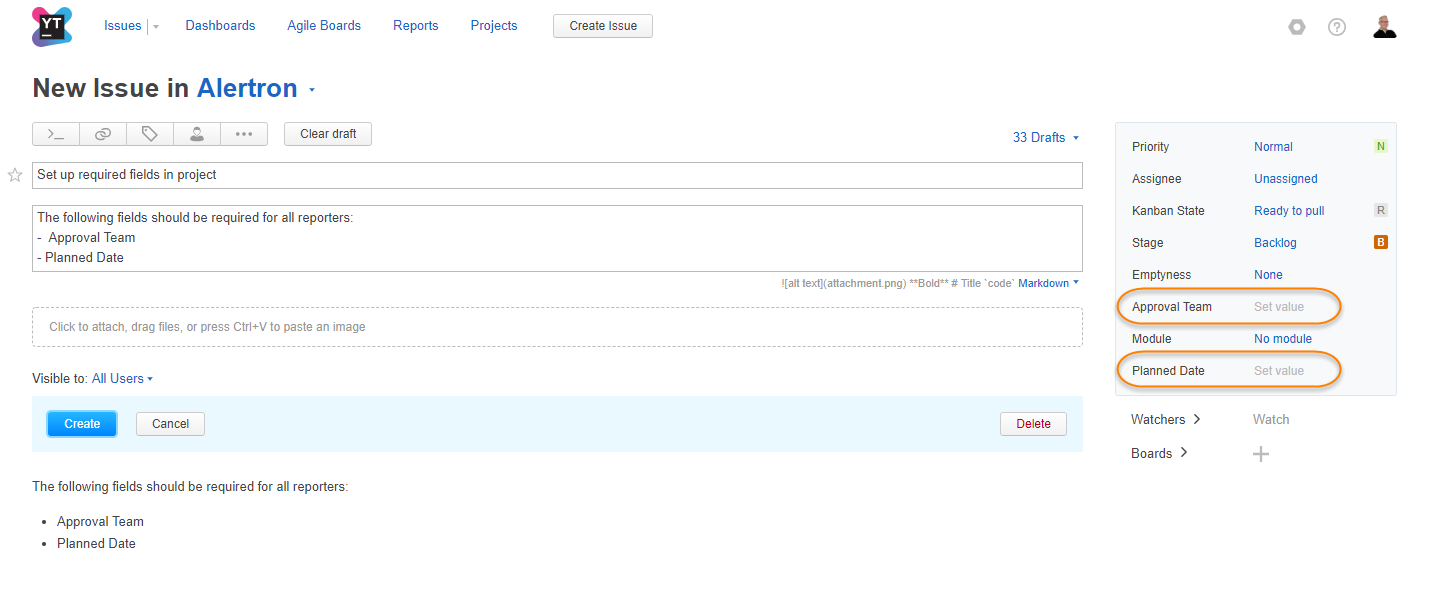 YT
Issues Dashboards Agile Boards Reports Projects Create Issue
New Issue in Alertron
>_ Clear draft 33 Drafts
Set up required fields in project
The following fields should be required for all reporters:
-  Approval Team
- Planned Date
![alt text](attachment.png) **Bold** # Title `code` Markdown
Click to attach, drag files, or press Ctrl+V to paste an image
Visible to: All Users
Create Cancel Delete
The following fields should be required for all reporters:
• Approval Team
• Planned Date
Priority Normal N
Assignee Unassigned
Kanban State Ready to pull R
Stage Backlog B
Emptyness None
Approval Team Set value
Module No module
Planned Date Set value
Watchers Watch
Boards